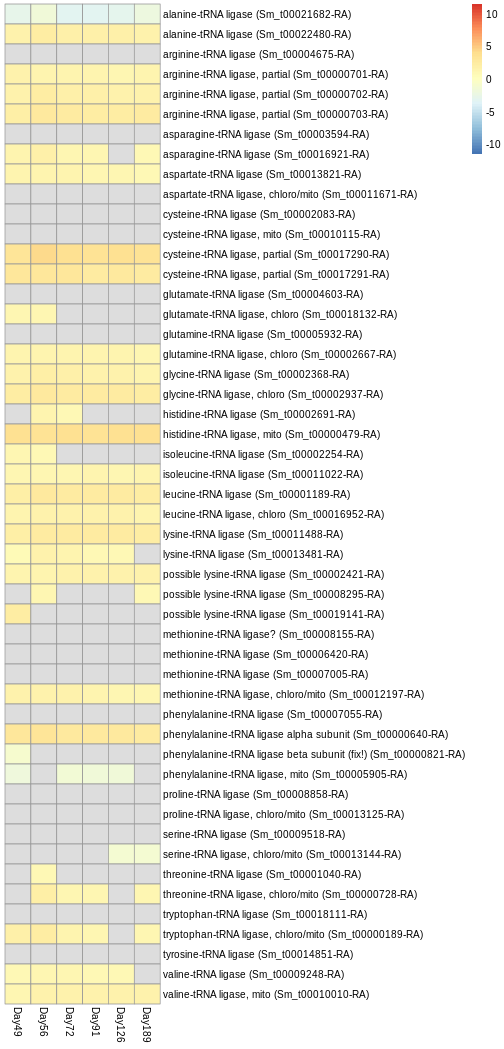 alanine-tRNA ligase (Sm_t00021682-RA)
alanine-tRNA ligase (Sm_t00022480-RA)
arginine-tRNA ligase (Sm_t00004675-RA)
arginine-tRNA ligase, partial (Sm_t00000701-RA)
arginine-tRNA ligase, partial (Sm_t00000702-RA)
arginine-tRNA ligase, partial (Sm_t00000703-RA)
asparagine-tRNA ligase (Sm_t00003594-RA)
asparagine-tRNA ligase (Sm_t00016921-RA)
aspartate-tRNA ligase (Sm_t00013821-RA)
aspartate-tRNA ligase, chloro/mito (Sm_t00011671-RA)
cysteine-tRNA ligase (Sm_t00002083-RA)
cysteine-tRNA ligase, mito (Sm_t00010115-RA)
cysteine-tRNA ligase, partial (Sm_t00017290-RA)
cysteine-tRNA ligase, partial (Sm_t00017291-RA)
glutamate-tRNA ligase (Sm_t00004603-RA)
glutamate-tRNA ligase, chloro (Sm_t00018132-RA)
glutamine-tRNA ligase (Sm_t00005932-RA)
glutamine-tRNA ligase, chloro (Sm_t00002667-RA)
glycine-tRNA ligase (Sm_t00002368-RA)
glycine-tRNA ligase, chloro (Sm_t00002937-RA)
histidine-tRNA ligase (Sm_t00002691-RA)
histidine-tRNA ligase, mito (Sm_t00000479-RA)
isoleucine-tRNA ligase (Sm_t00002254-RA)
isoleucine-tRNA ligase (Sm_t00011022-RA)
leucine-tRNA ligase (Sm_t00001189-RA)
leucine-tRNA ligase, chloro (Sm_t00016952-RA)
lysine-tRNA ligase (Sm_t00011488-RA)
lysine-tRNA ligase (Sm_t00013481-RA)
possible lysine-tRNA ligase (Sm_t00002421-RA)
possible lysine-tRNA ligase (Sm_t00008295-RA)
possible lysine-tRNA ligase (Sm_t00019141-RA)
methionine-tRNA ligase? (Sm_t00008155-RA)
methionine-tRNA ligase (Sm_t00006420-RA)
methionine-tRNA ligase (Sm_t00007005-RA)
methionine-tRNA ligase, chloro/mito (Sm_t00012197-RA)
phenylalanine-tRNA ligase (Sm_t00007055-RA)
phenylalanine-tRNA ligase alpha subunit (Sm_t00000640-RA)
phenylalanine-tRNA ligase beta subunit (fix!) (Sm_t00000821-RA)
phenylalanine-tRNA ligase, mito (Sm_t00005905-RA)
proline-tRNA ligase (Sm_t00008858-RA)
proline-tRNA ligase, chloro/mito (Sm_t00013125-RA)
serine-tRNA ligase (Sm_t00009518-RA)
serine-tRNA ligase, chloro/mito (Sm_t00013144-RA)
threonine-tRNA ligase (Sm_t00001040-RA)
threonine-tRNA ligase, chloro/mito (Sm_t00000728-RA)
tryptophan-tRNA ligase (Sm_t00018111-RA)
tryptophan-tRNA ligase, chloro/mito (Sm_t00000189-RA)
tyrosine-tRNA ligase (Sm_t00014851-RA)
valine-tRNA ligase (Sm_t00009248-RA)
valine-tRNA ligase, mito (Sm_t00010010-RA)
Day49
Day56
Day72
Day91
Day126
Day189
10
5
0
-5
-10